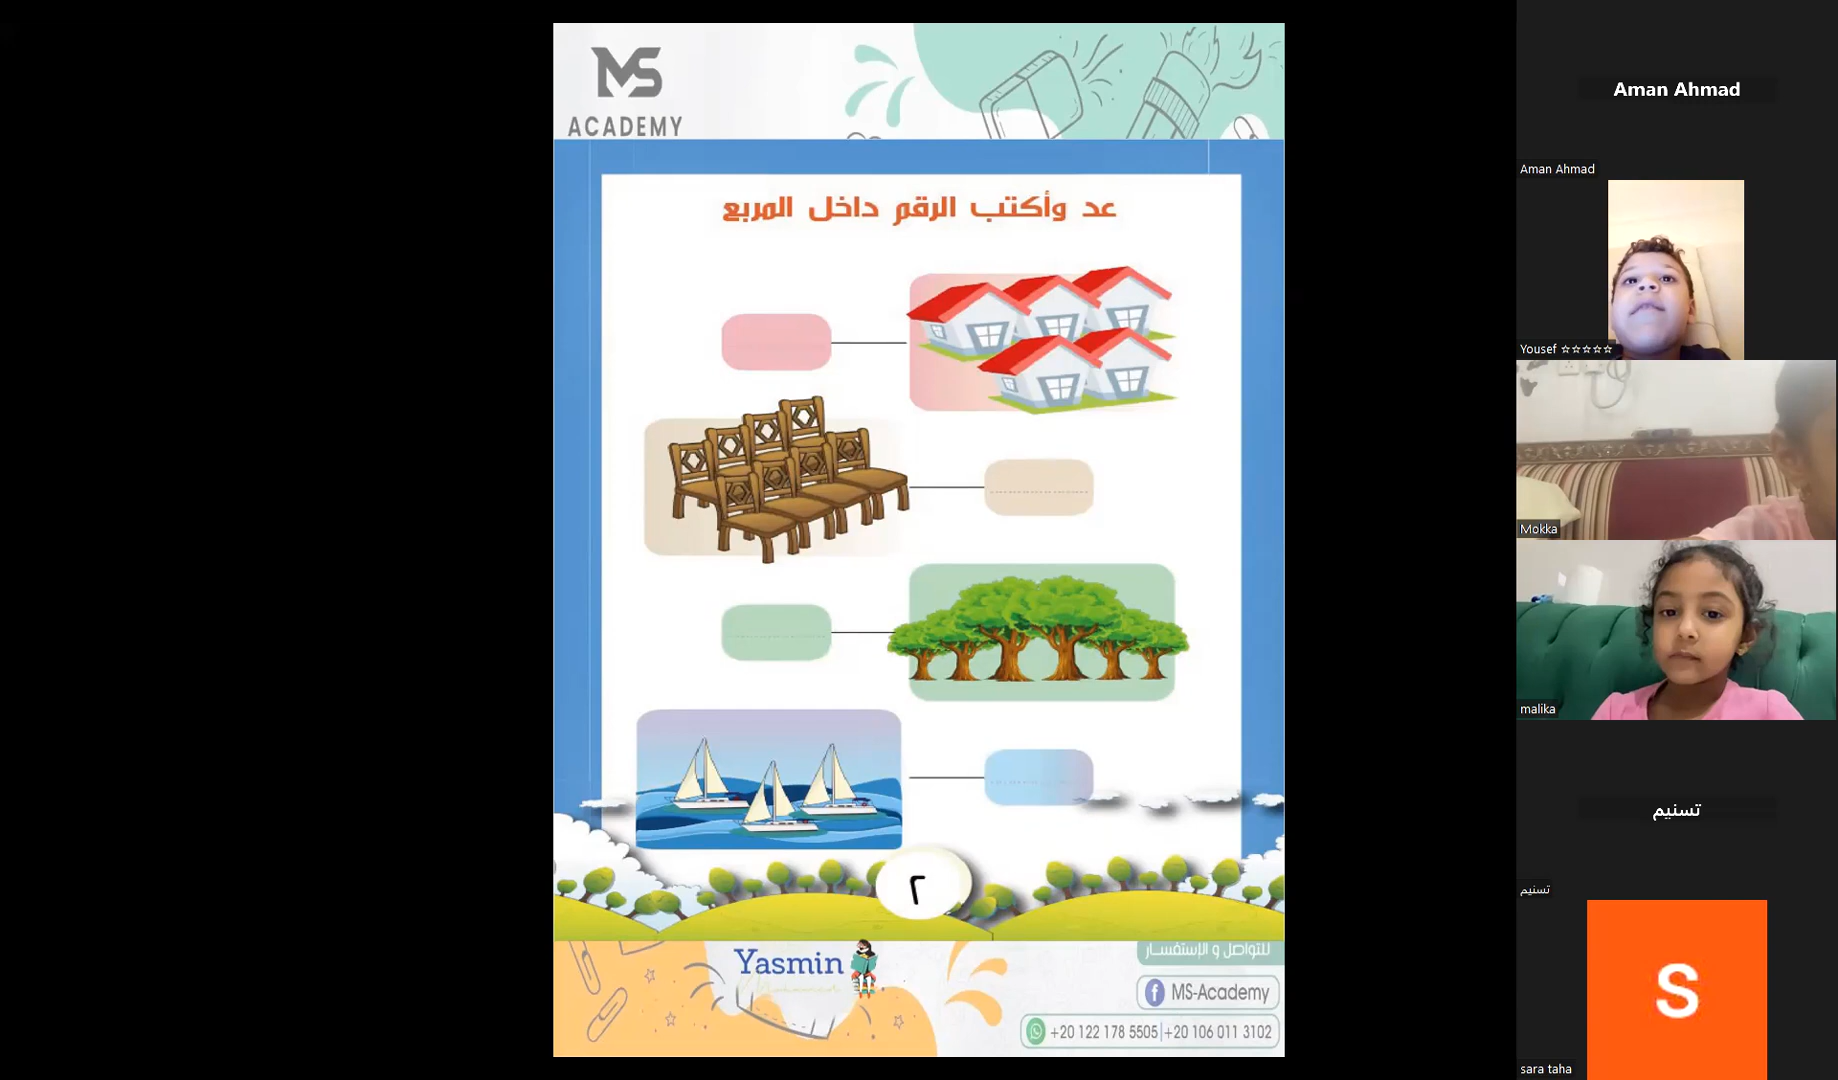 MS
ACADEMY
عد وأكتب الرقم داخل المربع
٢
Yasmin
Mohamed
للتواصل و الإستفسار
MS-Academy
+20 122 178 5505|+20 106 011 3102
Aman Ahmad
Aman Ahmad
Yousef ☆☆☆☆☆
Mokka
malika
تسنيم
تسنيم
S
sara taha